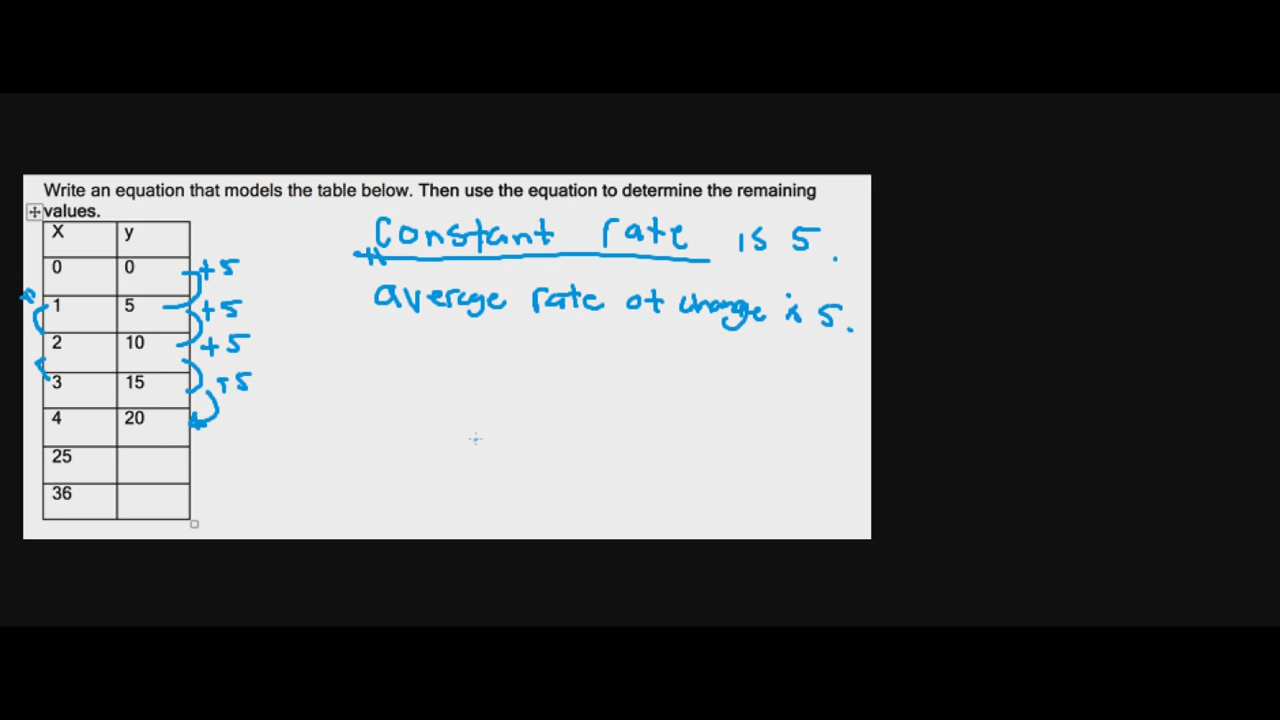 Write an equation that models the table below. Then use the equation to determine the remaining
values.
Constant rate is 5.
average rate of change is 5.
X y
0 0 +5
1 5 +5
2 10 +5
3 15 +5
4 20
25
36